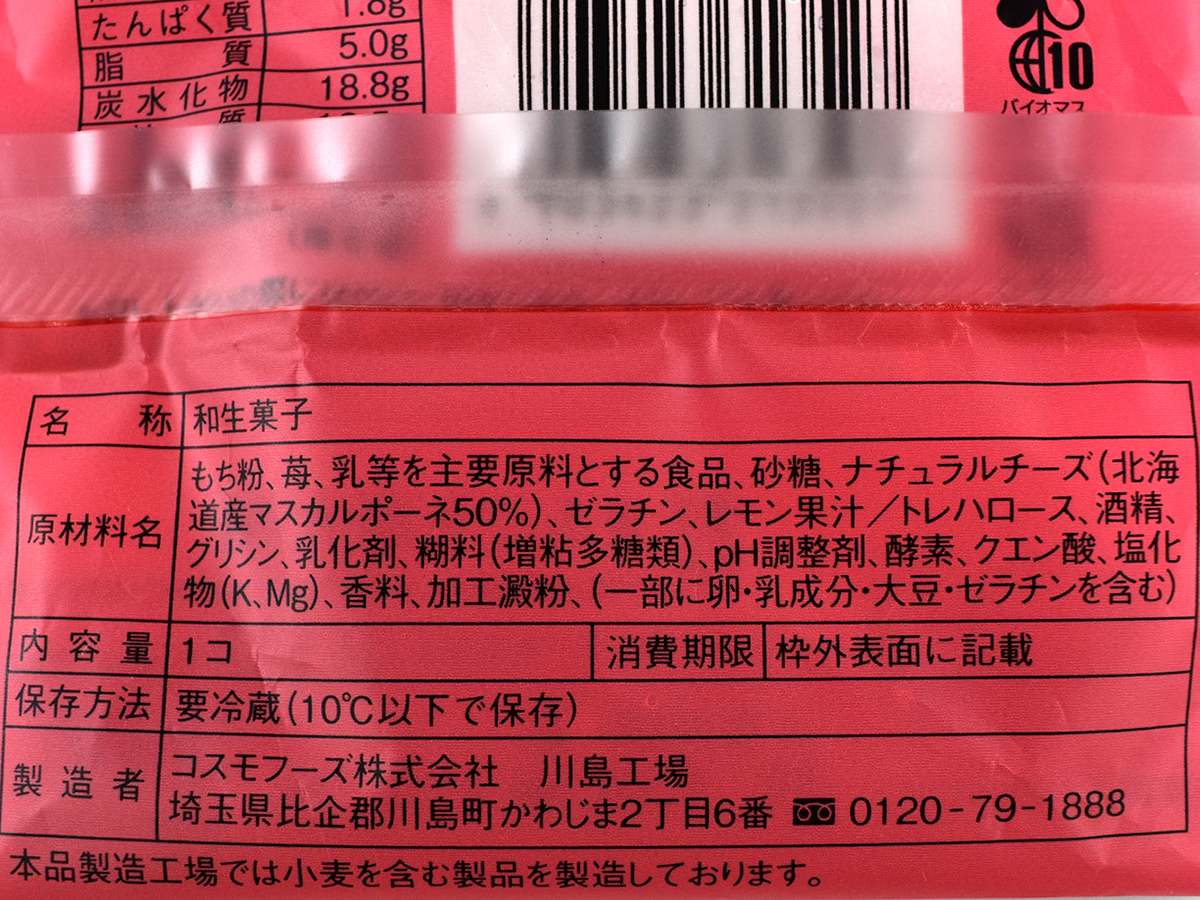 たんぱく質 1.8g
脂質 5.0g
炭水化物 18.8g
質
10
バイオマス
名称 和生菓子
原材料名 もち粉、苺、乳等を主要原料とする食品、砂糖、ナチュラルチーズ(北海
道産マスカルポーネ50%)、ゼラチン、レモン果汁/トレハロース、酒精、
グリシン、乳化剤、糊料(増粘多糖類)、pH調整剤、酵素、クエン酸、塩化
物(K、Mg)、香料、加工澱粉、(一部に卵・乳成分・大豆・ゼラチンを含む)
内容量 1コ 消費期限 枠外表面に記載
保存方法 要冷蔵(10℃以下で保存)
製造者 コスモフーズ株式会社 川島工場
埼玉県比企郡川島町かわじま2丁目6番 0120-79-1888
本品製造工場では小麦を含む製品を製造しております。